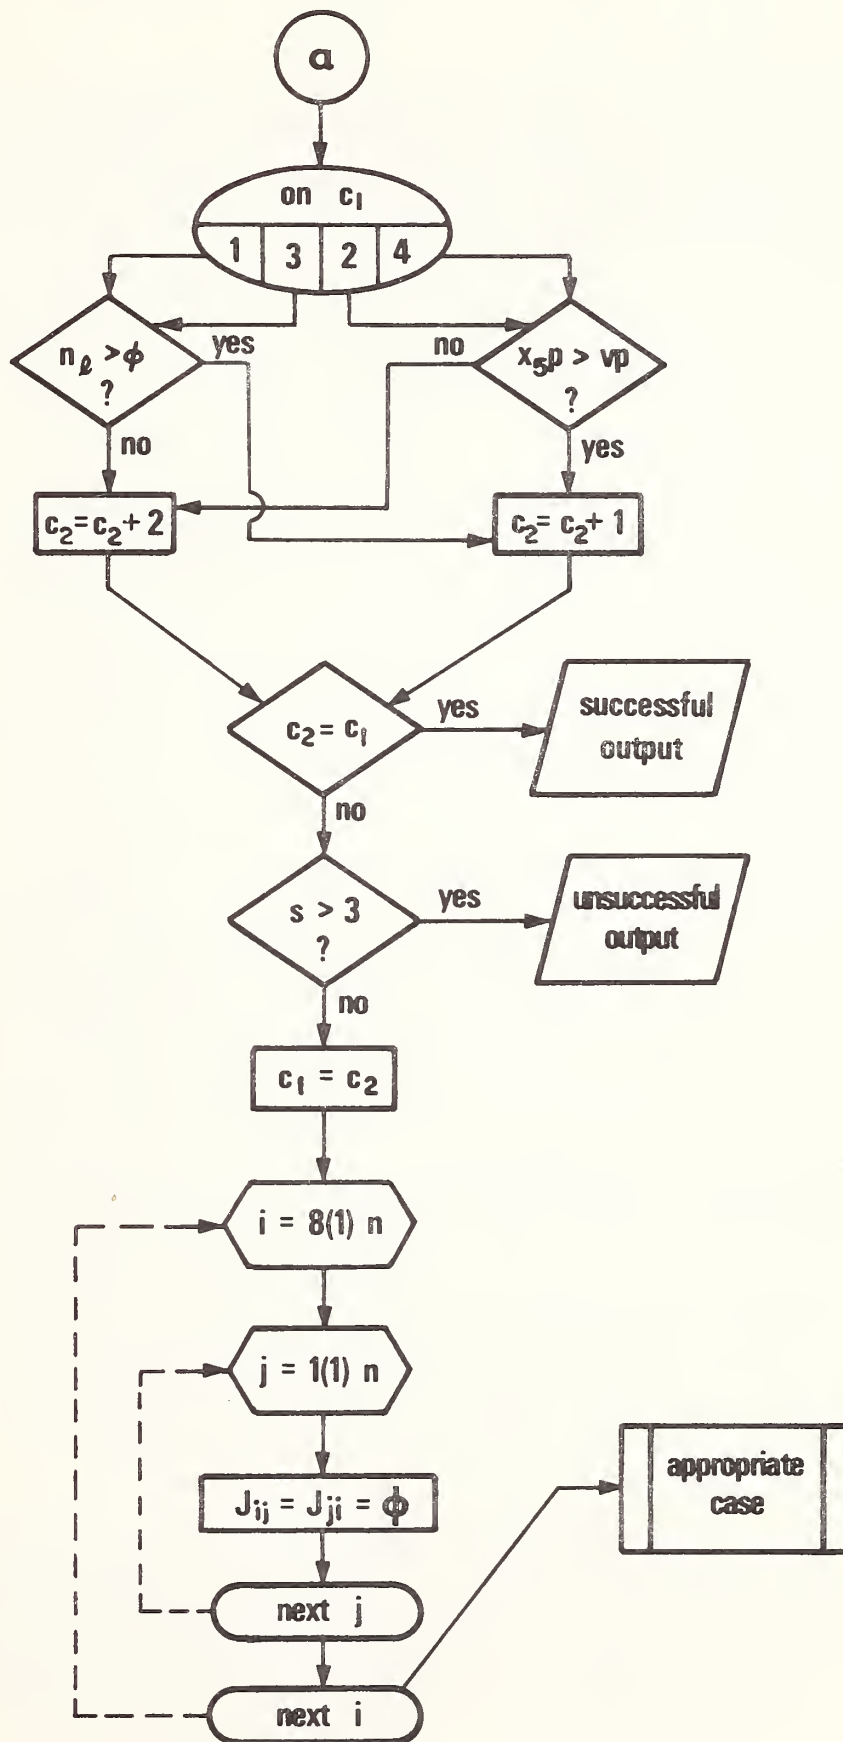 a
on c₁
1 3 2 4
nℓ > ϕ
?
yes
no
x₅p > vp
?
no
yes
c₂ = c₂ + 2
c₂ = c₂ + 1
c₂ = c₁
yes
successful
output
no
s > 3
?
yes
unsuccessful
output
no
c₁ = c₂
i = 8(1) n
j = 1(1) n
appropriate
case
Jᵢⱼ = Jⱼᵢ = ϕ
next j
next i